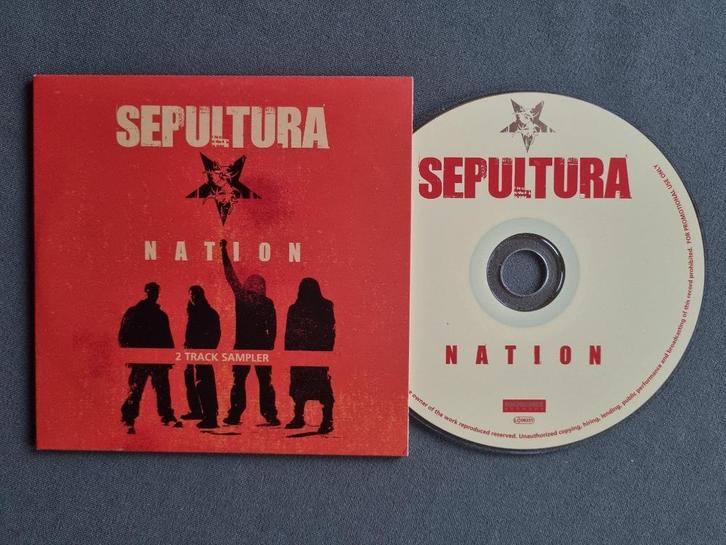 SEPULTURA
NATION
2 TRACK SAMPLER
SEPULTURA
NATION
owner of the work reproduced reserved. Unauthorized copying, hiring, lending, public performance and broadcasting of this record prohibited. FOR PROMOTIONAL USE ONLY